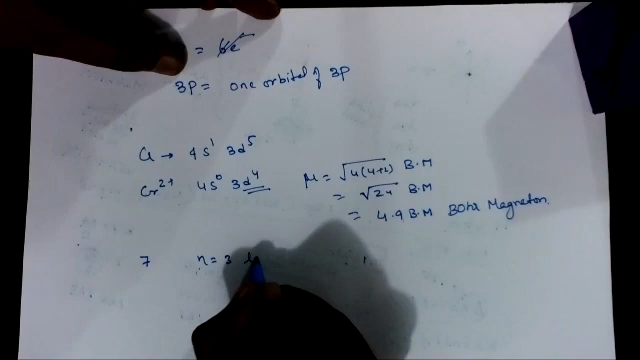 = 6e
3p = one orbital of 3p
Cr → 4s¹ 3d⁵
Cr²⁺ 4s⁰ 3d⁴ μ = √4(4+2) B.M
= √24 B.M
= 4.9 B.M Bohr Magneton.
7 n = 3 l